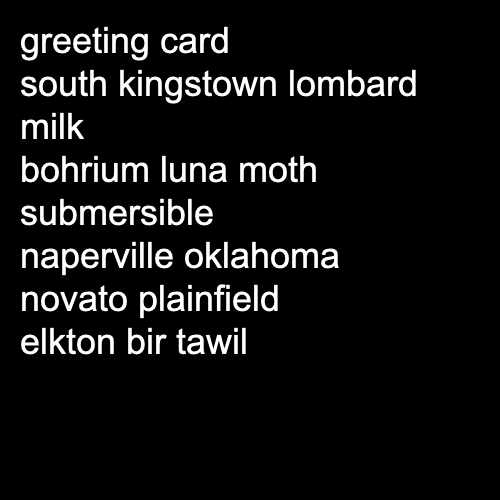 greeting card
south kingstown lombard
milk
bohrium luna moth
submersible
naperville oklahoma
novato plainfield
elkton bir tawil